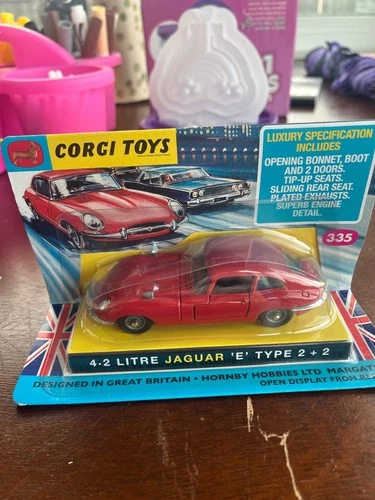 CORGI TOYS
LUXURY SPECIFICATION
INCLUDES
OPENING BONNET, BOOT
AND 2 DOORS.
TIP-UP SEATS.
SLIDING REAR SEAT.
PLATED EXHAUSTS.
SUPERB ENGINE
DETAIL.
335
4·2 LITRE JAGUAR 'E' TYPE 2 + 2
DESIGNED IN GREAT BRITAIN • HORNBY HOBBIES LTD MARGAT
OPEN DISPLAY FROM